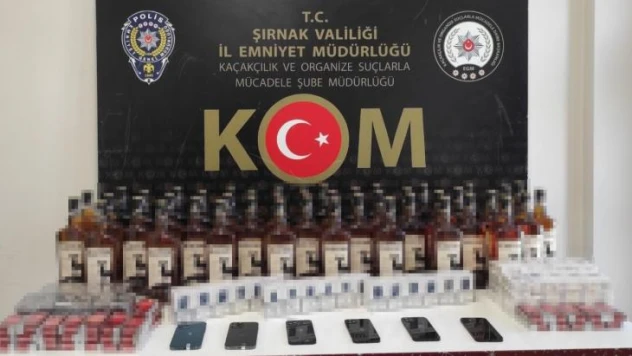 T.C.
ŞIRNAK VALİLİĞİ
İL EMNİYET MÜDÜRLÜĞÜ
KAÇAKÇILIK VE ORGANİZE SUÇLARLA
MÜCADELE ŞUBE MÜDÜRLÜĞÜ
POLİS
KOM